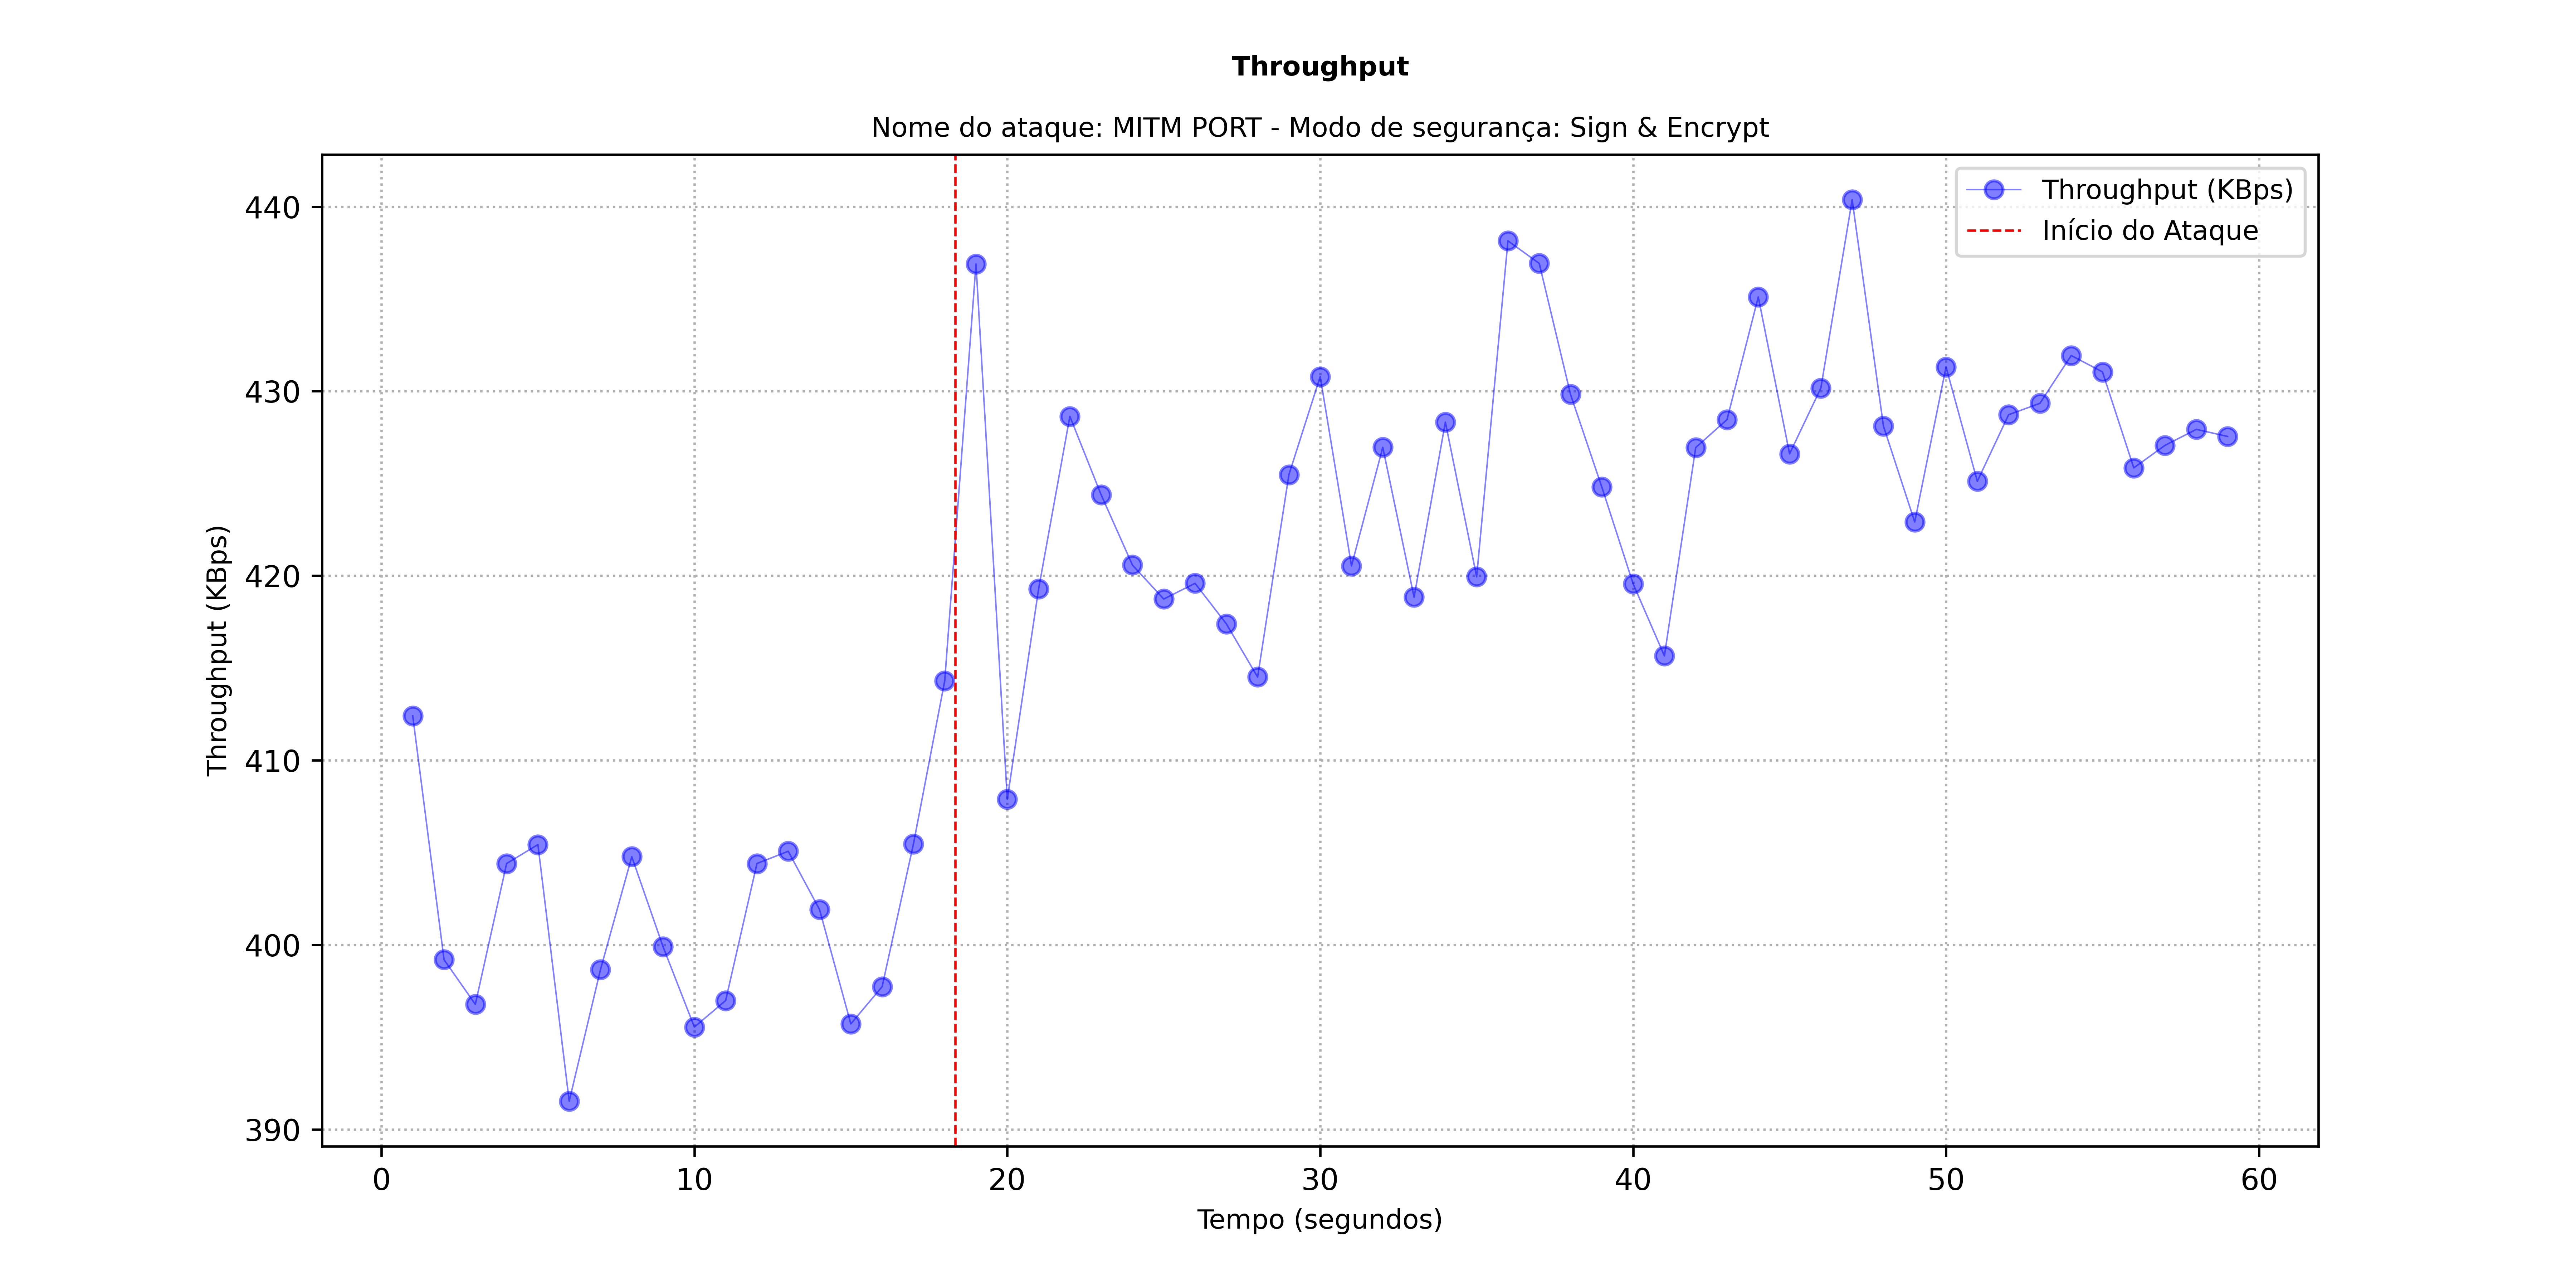 Throughput
Nome do ataque: MITM PORT - Modo de segurança: Sign & Encrypt
Throughput (KBps)
Início do Ataque
440
430
420
410
400
390
Throughput (KBps)
0 10 20 30 40 50 60
Tempo (segundos)